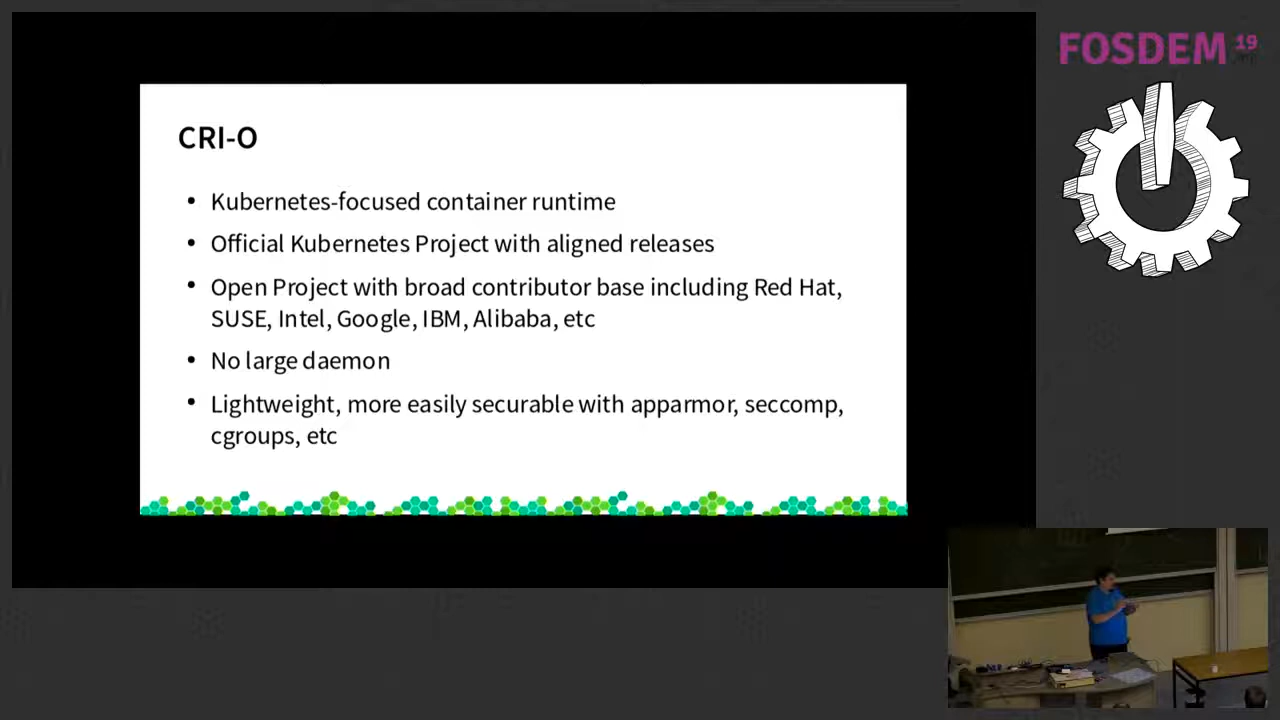 FOSDEM 19
CRI-O
• Kubernetes-focused container runtime
• Official Kubernetes Project with aligned releases
• Open Project with broad contributor base including Red Hat,
SUSE, Intel, Google, IBM, Alibaba, etc
• No large daemon
• Lightweight, more easily securable with apparmor, seccomp,
cgroups, etc